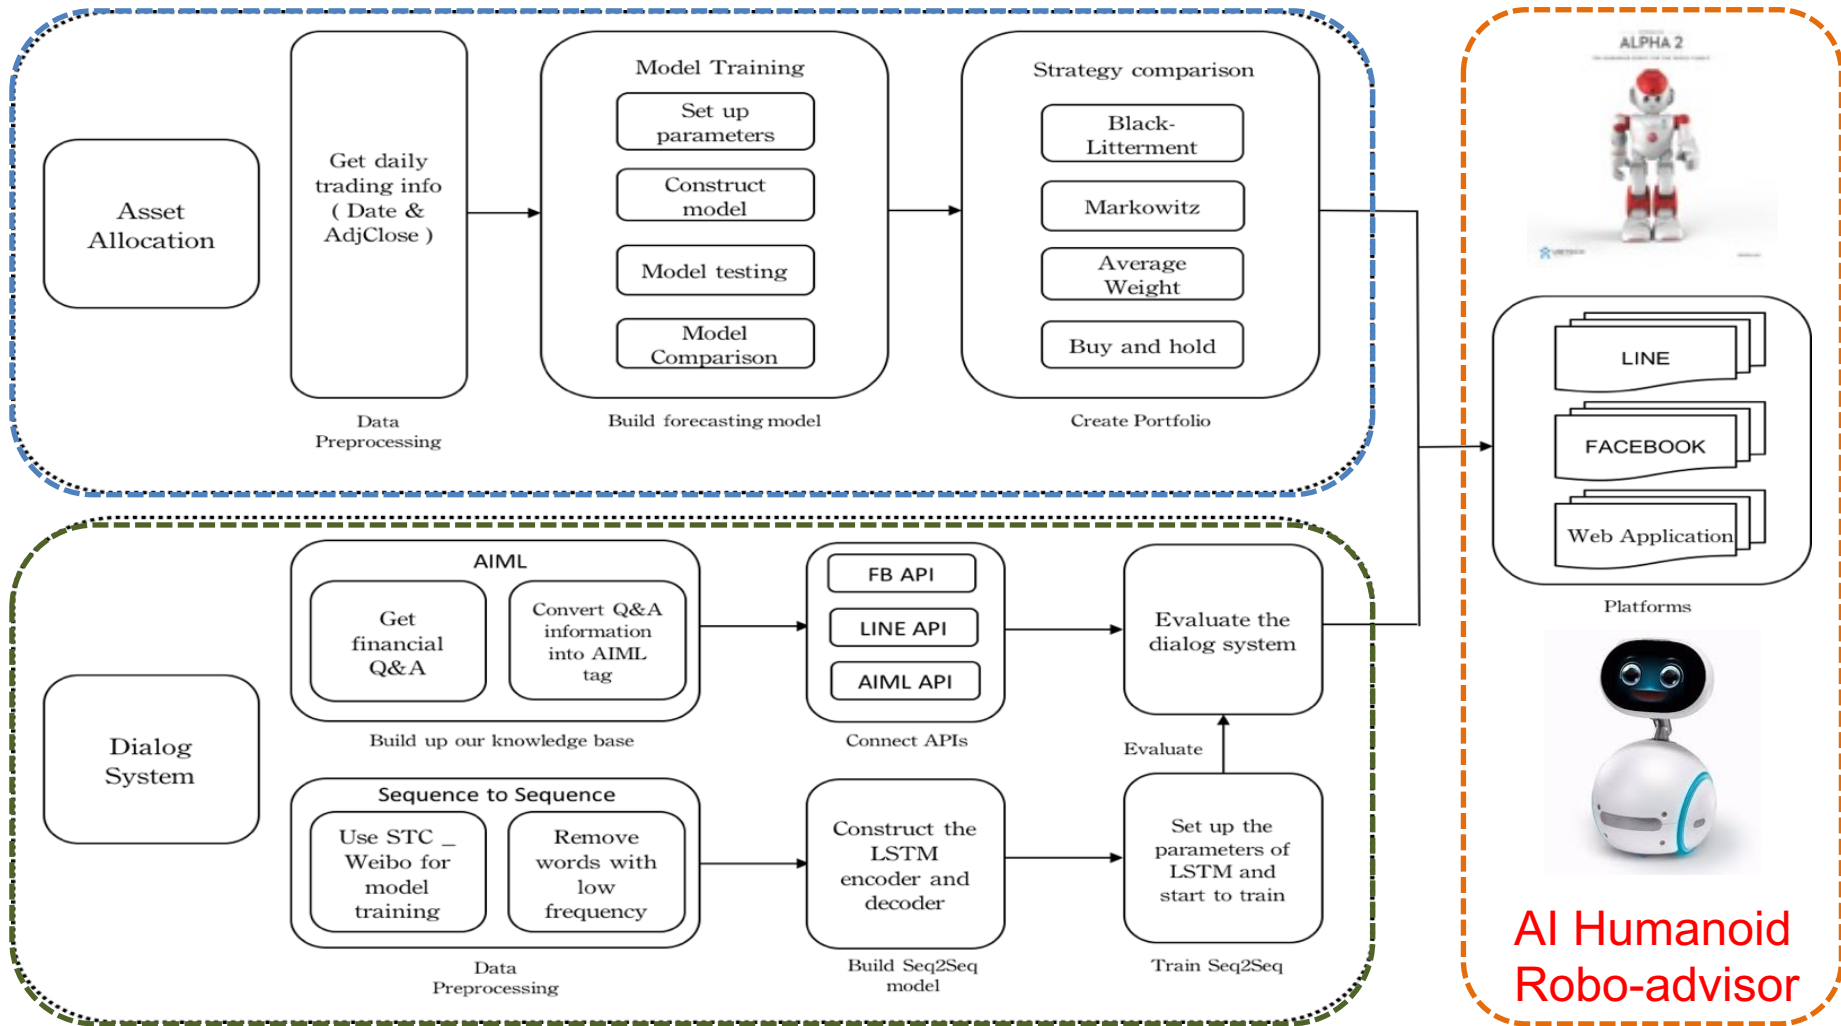 Asset
Allocation
Get daily
trading info
( Date &
AdjClose )
Data
Preprocessing
Model Training
Set up
parameters
Construct
model
Model testing
Model
Comparison
Build forecasting model
Strategy comparison
Black-
Litterment
Markowitz
Average
Weight
Buy and hold
Create Portfolio
Dialog
System
AIML
Get
financial
Q&A
Convert Q&A
information
into AIML
tag
Build up our knowledge base
FB API
LINE API
AIML API
Connect APIs
Evaluate the
dialog system
Evaluate
Sequence to Sequence
Use STC _
Weibo for
model
training
Remove
words with
low
frequency
Data
Preprocessing
Construct the
LSTM
encoder and
decoder
Build Seq2Seq
model
Set up the
parameters of
LSTM and
start to train
Train Seq2Seq
ALPHA 2
LINE
FACEBOOK
Web Application
Platforms
AI Humanoid
Robo-advisor